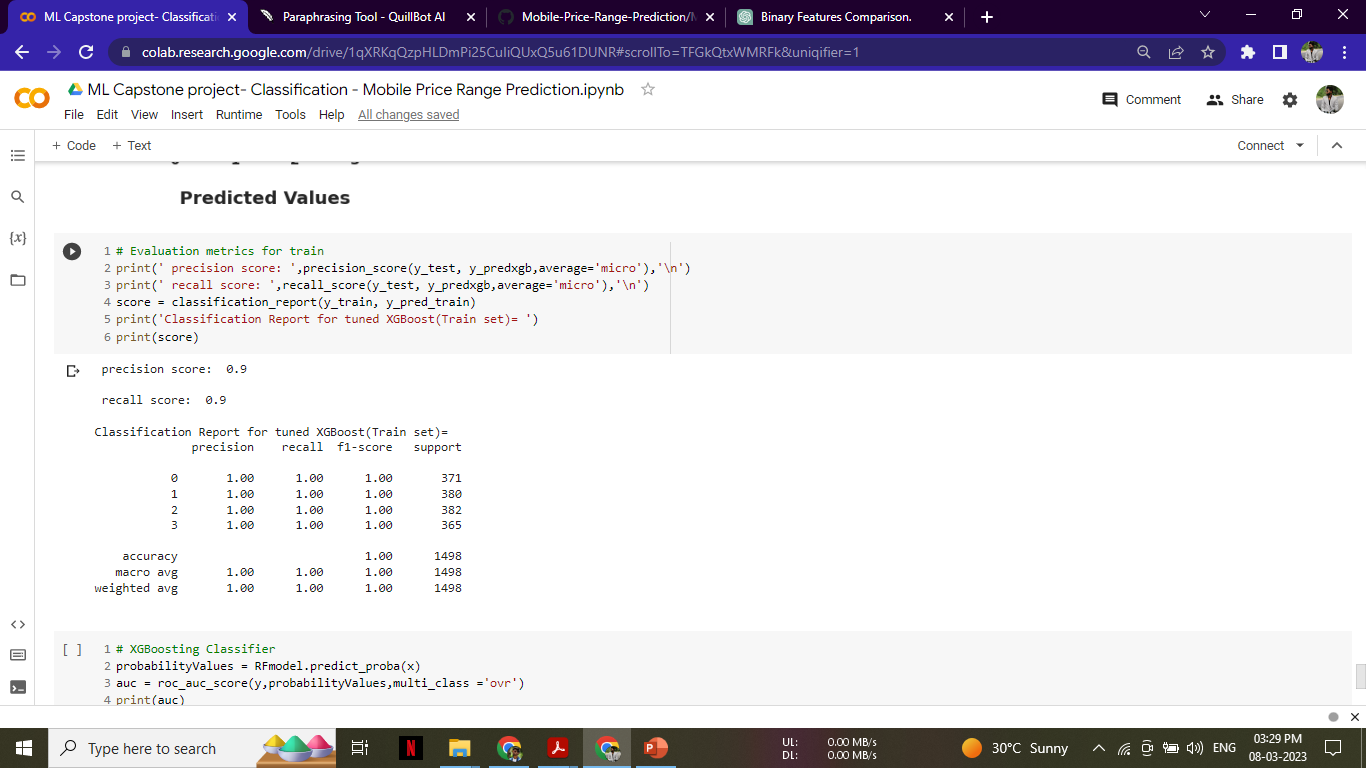 ML Capstone project- Classificati
Paraphrasing Tool - QuillBot AI
Mobile-Price-Range-Prediction/
Binary Features Comparison.
colab.research.google.com/drive/1qXRKqQzpHLDmPi25CuliQUxQ5u61DUNR#scrollTo=TFGkQtxWMRFk&uniqifier=1
ML Capstone project- Classification - Mobile Price Range Prediction.ipynb
Comment
Share
File Edit View Insert Runtime Tools Help All changes saved
+ Code + Text
Connect
Predicted Values
1 # Evaluation metrics for train
2 print(' precision score: ',precision_score(y_test, y_predxgb,average='micro'),'\n')
3 print(' recall score: ',recall_score(y_test, y_predxgb,average='micro'),'\n')
4 score = classification_report(y_train, y_pred_train)
5 print('Classification Report for tuned XGBoost(Train set)= ')
6 print(score)
precision score: 0.9
recall score: 0.9
Classification Report for tuned XGBoost(Train set)=
precision recall f1-score support
0 1.00 1.00 1.00 371
1 1.00 1.00 1.00 380
2 1.00 1.00 1.00 382
3 1.00 1.00 1.00 365
accuracy 1.00 1498
macro avg 1.00 1.00 1.00 1498
weighted avg 1.00 1.00 1.00 1498
[ ] 1 # XGBoosting Classifier
2 probabilityValues = RFmodel.predict_proba(x)
3 auc = roc_auc_score(y,probabilityValues,multi_class ='ovr')
4 print(auc)
Type here to search
UL: 0.00 MB/s
DL: 0.00 MB/s
30°C Sunny
ENG
03:29 PM
08-03-2023